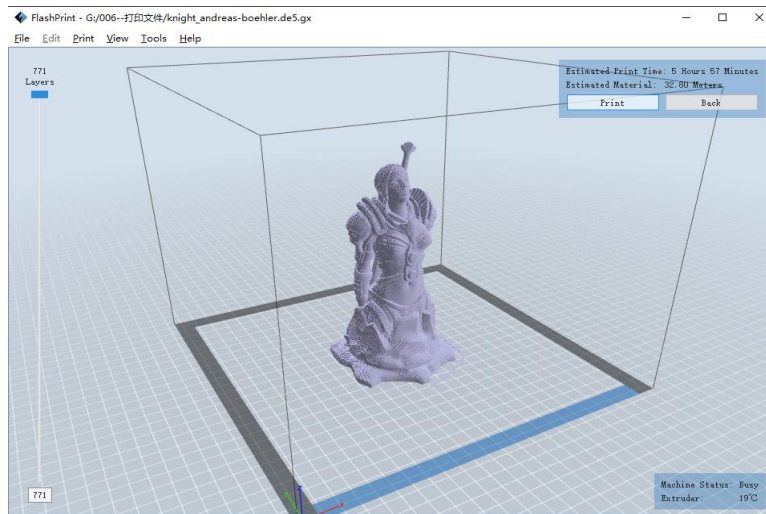 FlashPrint - G:/006--打印文件/knight_andreas-boehler.de5.gx
File Edit Print View Tools Help
771
Layers
Estimated Print Time: 5 Hours 57 Minutes
Estimated Material: 32.80 Meters
Print Back
771
Machine Status: Busy
Extruder: 19℃
z
y
x